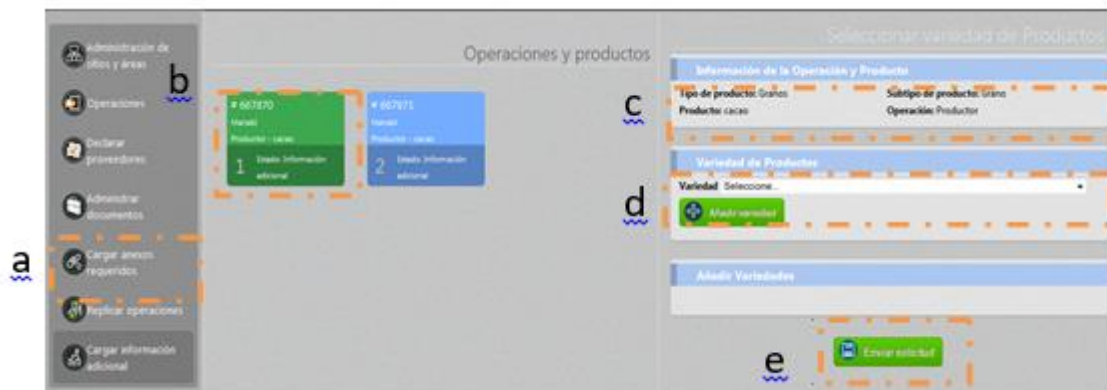 Administración de
sitios y áreas
Operaciones
Declarar
proveedores
Administrar
documentos
a
Cargar anexos
requeridos
Replicar operaciones
Cargar información
adicional
b
Operaciones y productos
# 667870
Manabí
Productor - cacao
1 Estado: Información
adicional
# 667871
Manabí
Productor - cacao
2 Estado: Información
adicional
Seleccionar variedad de Productos
c
Información de la Operación y Producto
Tipo de producto: Granos Subtipo de producto: Grano
Producto: cacao Operación: Productor
d
Variedad de Productos
Variedad Seleccione...
Añadir variedad
Añadir Variedades
e
Enviar solicitud